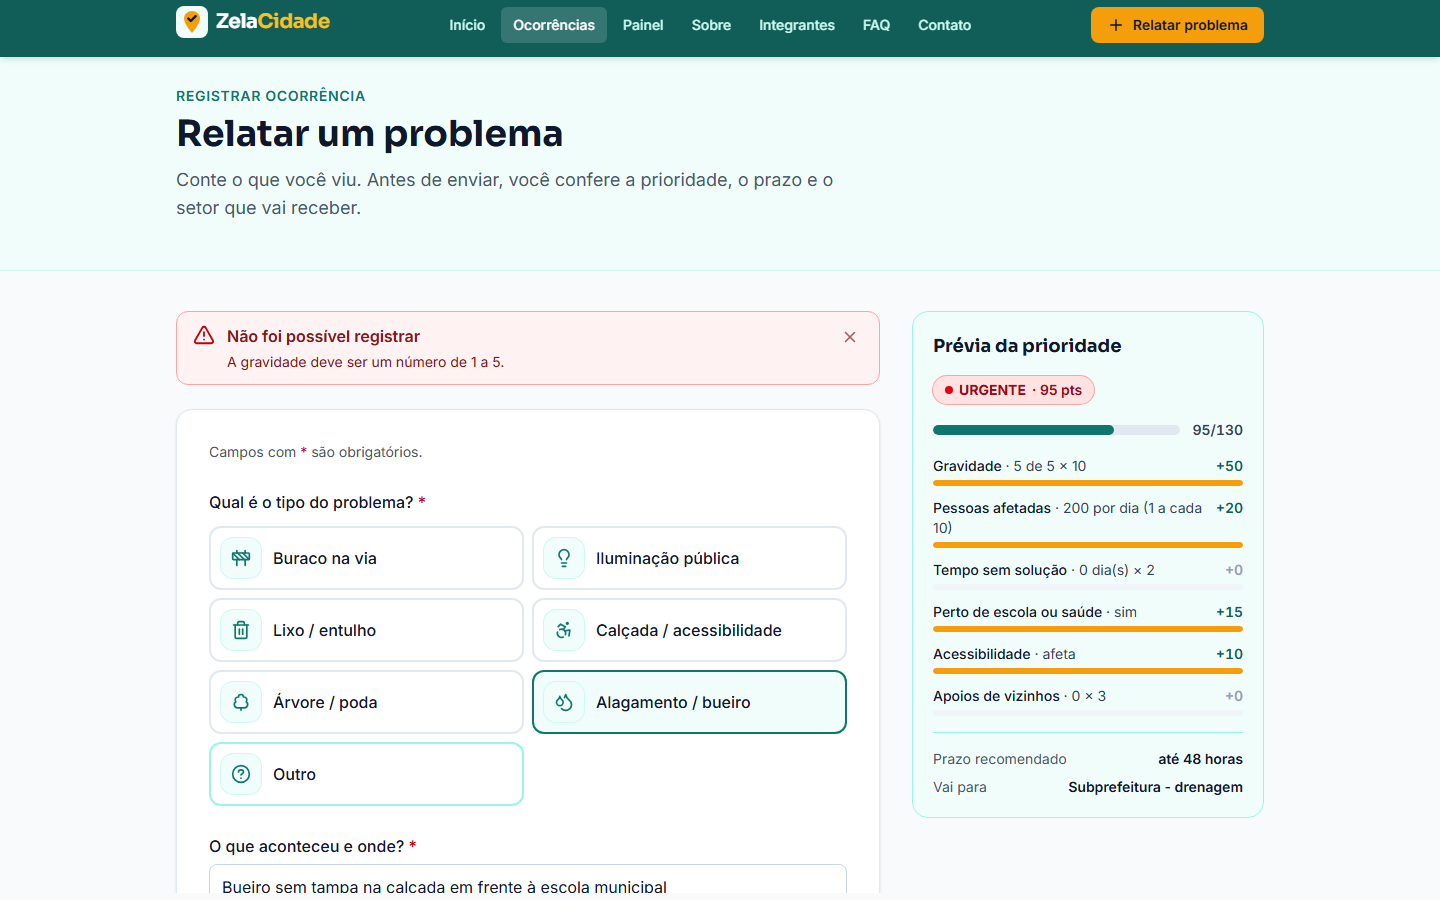 ZelaCidade
Início
Ocorrências
Painel
Sobre
Integrantes
FAQ
Contato
Relatar problema
REGISTRAR OCORRÊNCIA
Relatar um problema
Conte o que você viu. Antes de enviar, você confere a prioridade, o prazo e o
setor que vai receber.
Não foi possível registrar
A gravidade deve ser um número de 1 a 5.
Campos com * são obrigatórios.
Qual é o tipo do problema? *
Buraco na via
Iluminação pública
Lixo / entulho
Calçada / acessibilidade
Árvore / poda
Alagamento / bueiro
Outro
O que aconteceu e onde? *
Bueiro sem tampa na calçada em frente à escola municipal
Prévia da prioridade
URGENTE · 95 pts
95/130
Gravidade · 5 de 5 × 10 +50
Pessoas afetadas · 200 por dia (1 a cada +20
10)
Tempo sem solução · 0 dia(s) × 2 +0
Perto de escola ou saúde · sim +15
Acessibilidade · afeta +10
Apoios de vizinhos · 0 × 3 +0
Prazo recomendado até 48 horas
Vai para Subprefeitura - drenagem